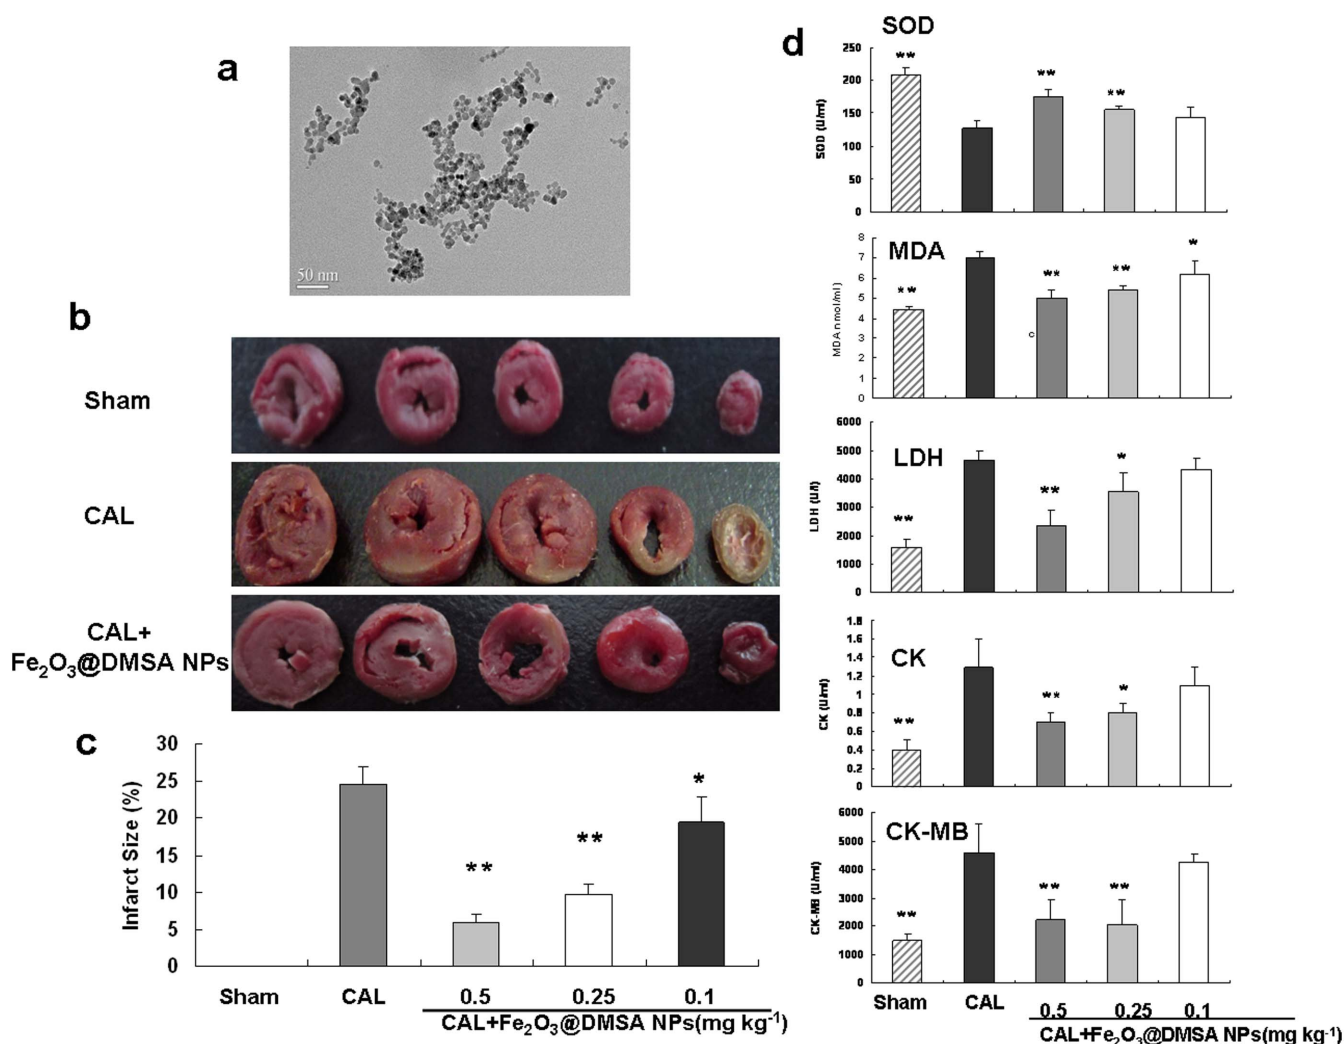 a
50 nm
b
Sham
CAL
CAL+
Fe₂O₃@DMSA NPs
c
Infarct Size (%)
30
25
20
15
10
5
0
**
**
*
Sham
CAL
0.5
0.25
0.1
CAL+Fe₂O₃@DMSA NPs(mg kg⁻¹)
d
SOD
SOD (U/ml)
250
200
150
100
50
0
**
**
**
MDA
MDA nmol/ml)
8
7
6
5
4
3
2
1
0
**
**
**
*
c
LDH
LDH (U/l)
6000
5000
4000
3000
2000
1000
0
**
**
*
CK
CK (U/ml)
1.8
1.6
1.4
1.2
1
0.8
0.6
0.4
0.2
0
**
**
*
CK-MB
CK-MB (U/ml)
6000
5000
4000
3000
2000
1000
0
**
**
**
Sham
CAL
0.5
0.25
0.1
CAL+Fe₂O₃@DMSA NPs(mg kg⁻¹)